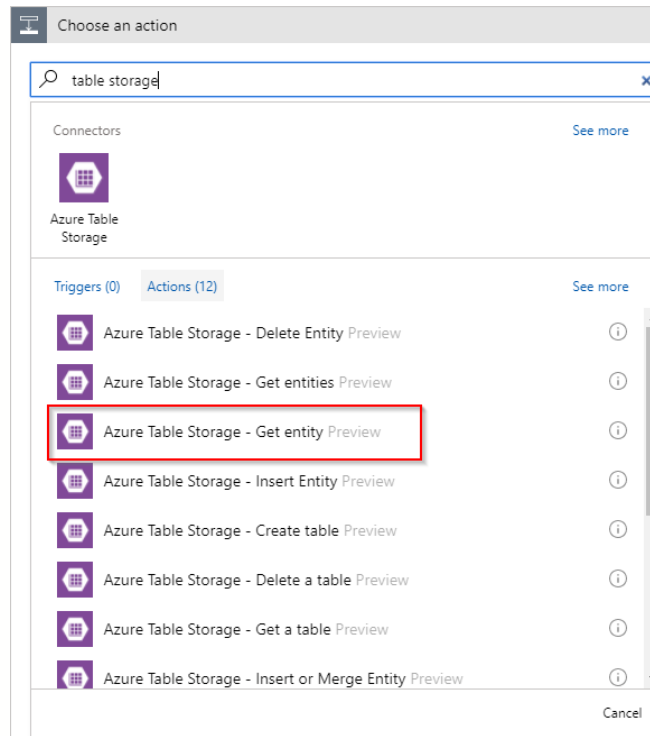 Choose an action
table storage
Connectors
See more
Azure Table
Storage
Triggers (0) Actions (12) See more
Azure Table Storage - Delete Entity Preview
Azure Table Storage - Get entities Preview
Azure Table Storage - Get entity Preview
Azure Table Storage - Insert Entity Preview
Azure Table Storage - Create table Preview
Azure Table Storage - Delete a table Preview
Azure Table Storage - Get a table Preview
Azure Table Storage - Insert or Merge Entity Preview
Cancel